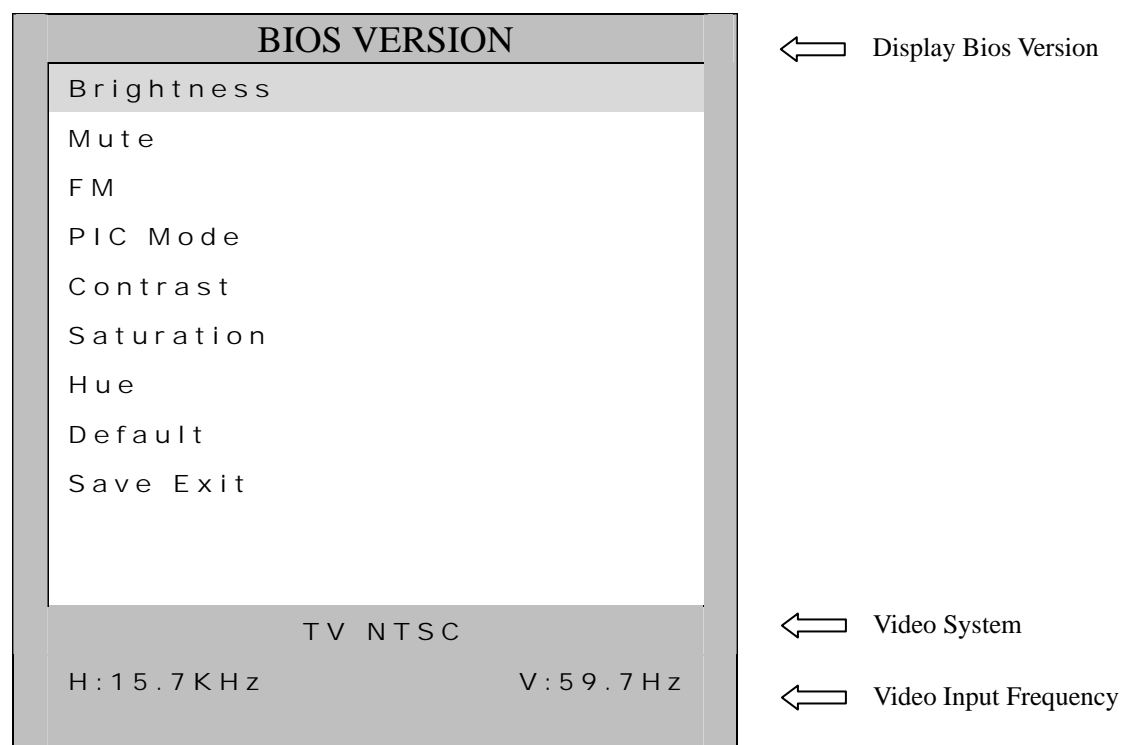 BIOS VERSION
Display Bios Version
Brightness
Mute
FM
PIC Mode
Contrast
Saturation
Hue
Default
Save Exit
TV NTSC
Video System
H:15.7KHz V:59.7Hz
Video Input Frequency